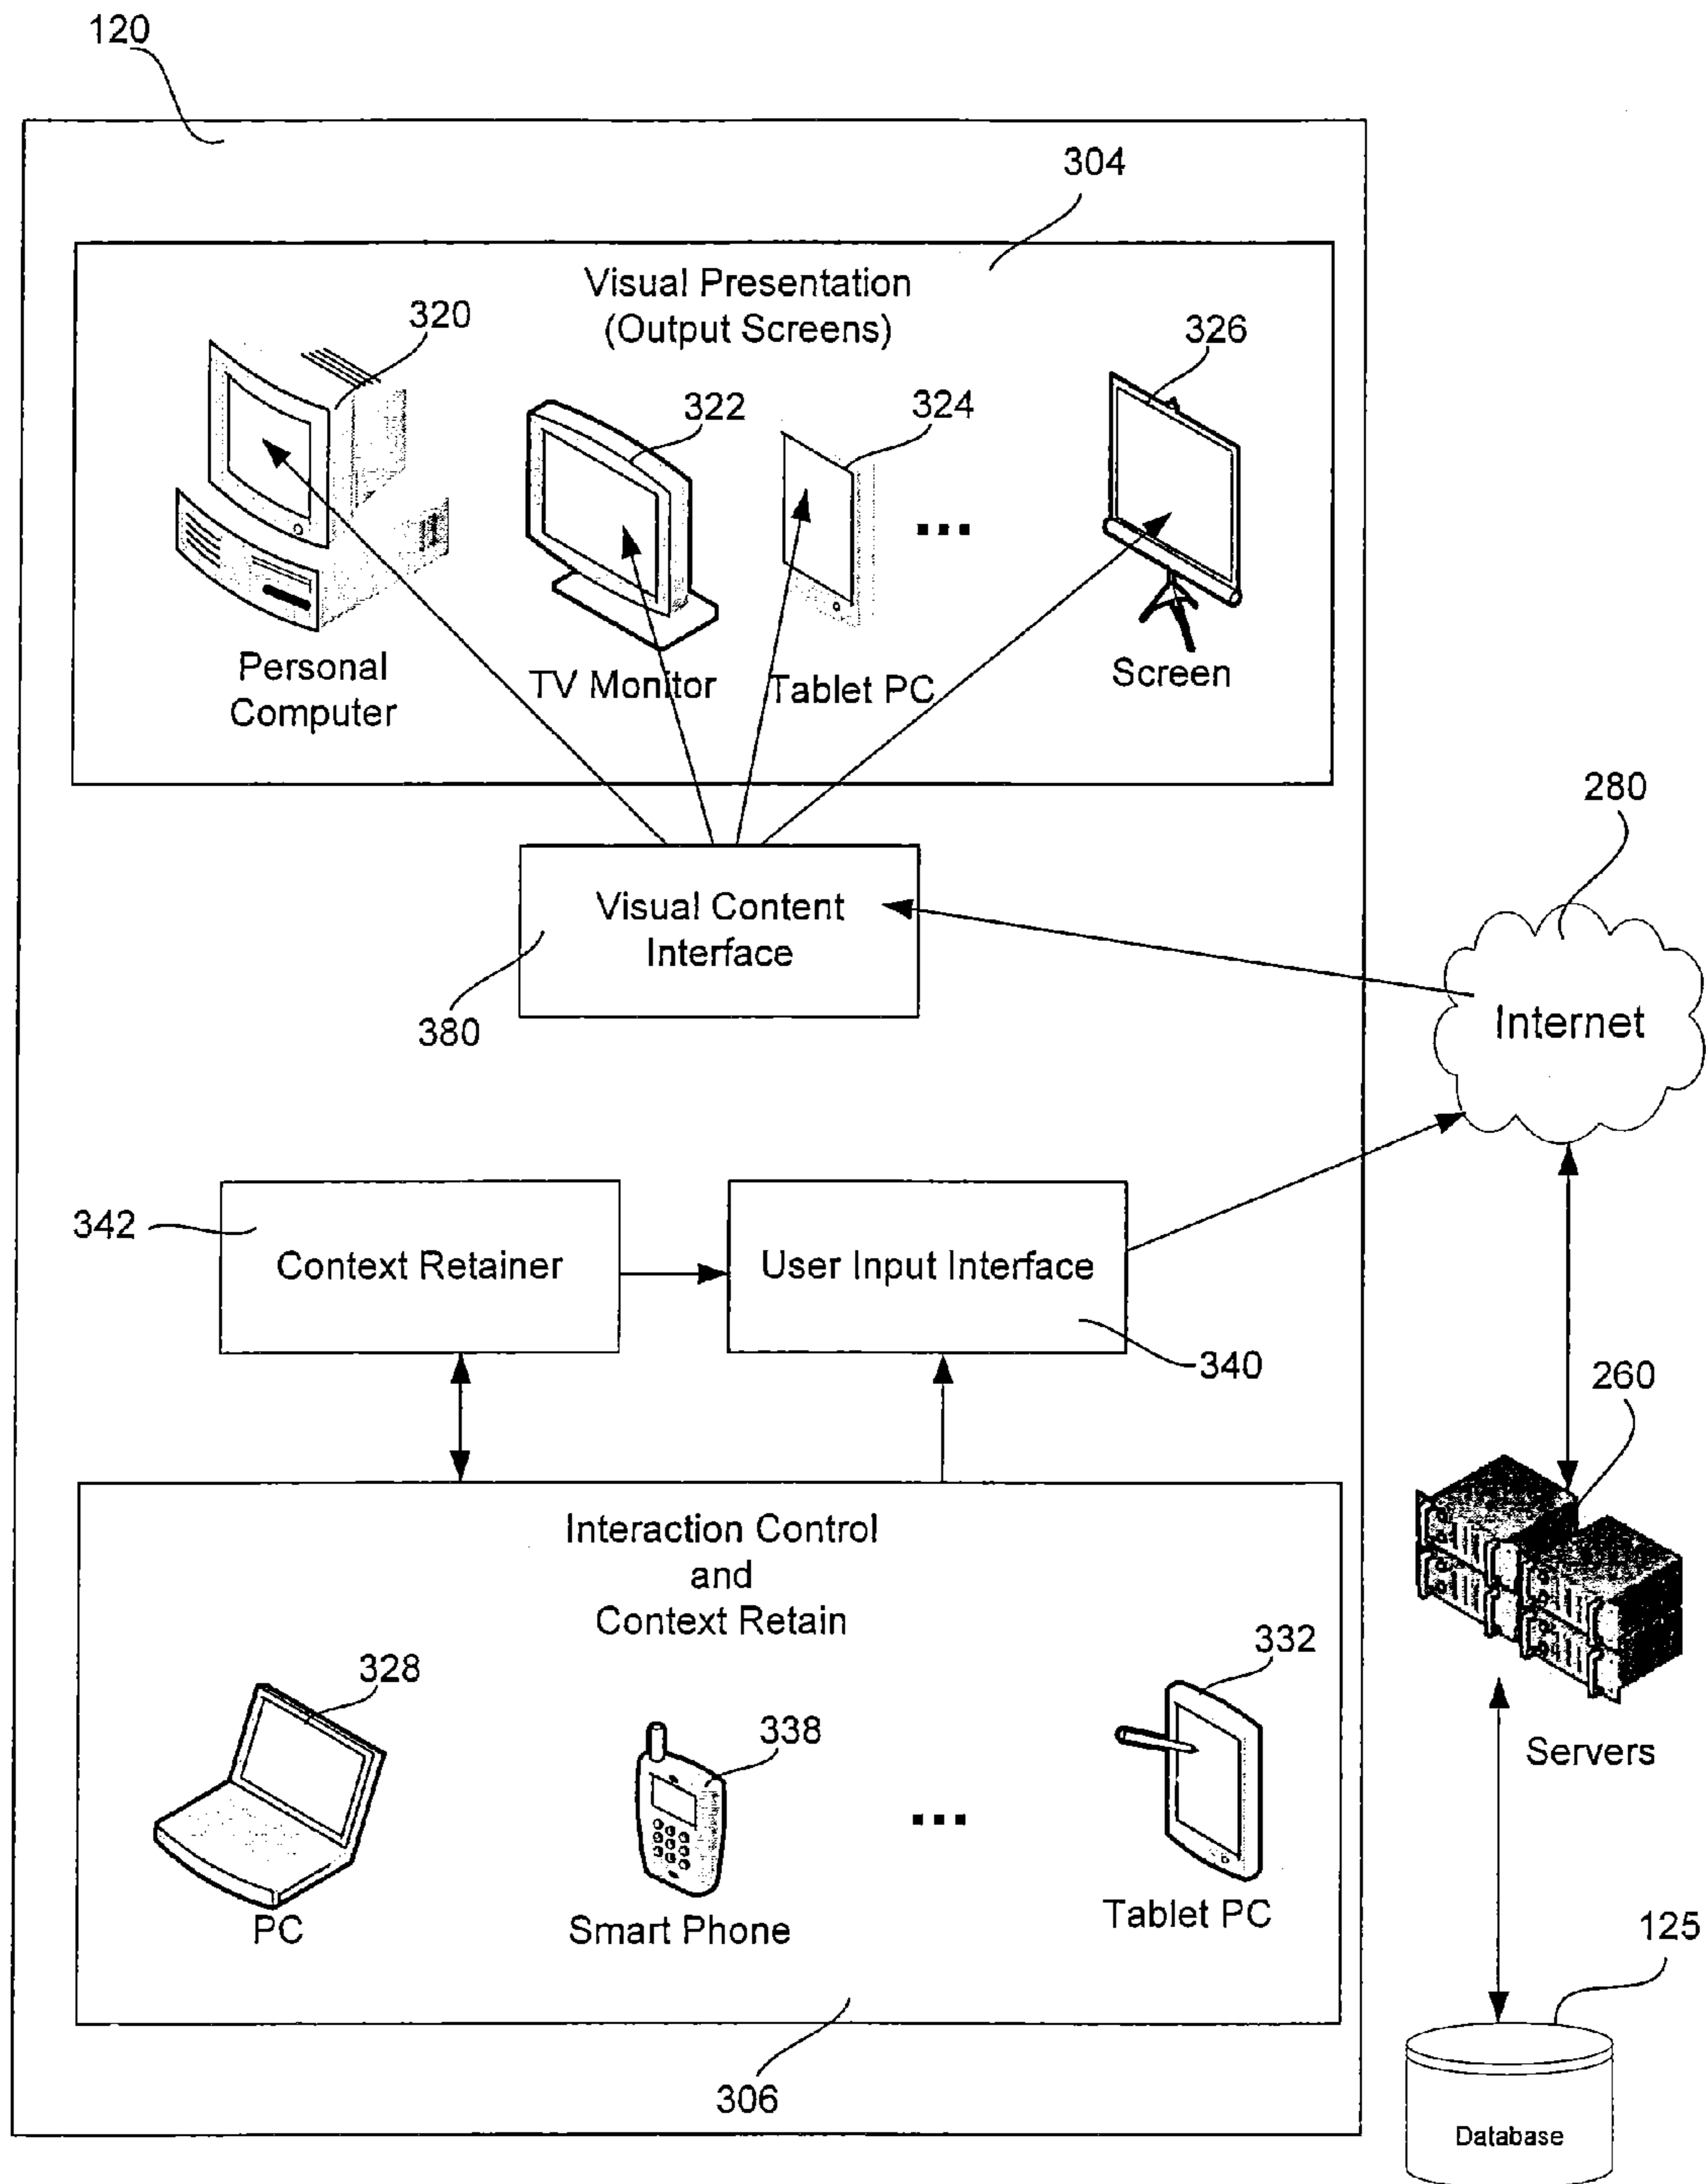 120
304
Visual Presentation
(Output Screens)
320
326
322
324
...
Personal
Computer
TV Monitor
Tablet PC
Screen
280
Visual Content
Interface
380
Internet
342
Context Retainer
User Input Interface
340
260
Interaction Control
and
Context Retain
328
332
338
...
Servers
PC
Smart Phone
Tablet PC
125
306
Database